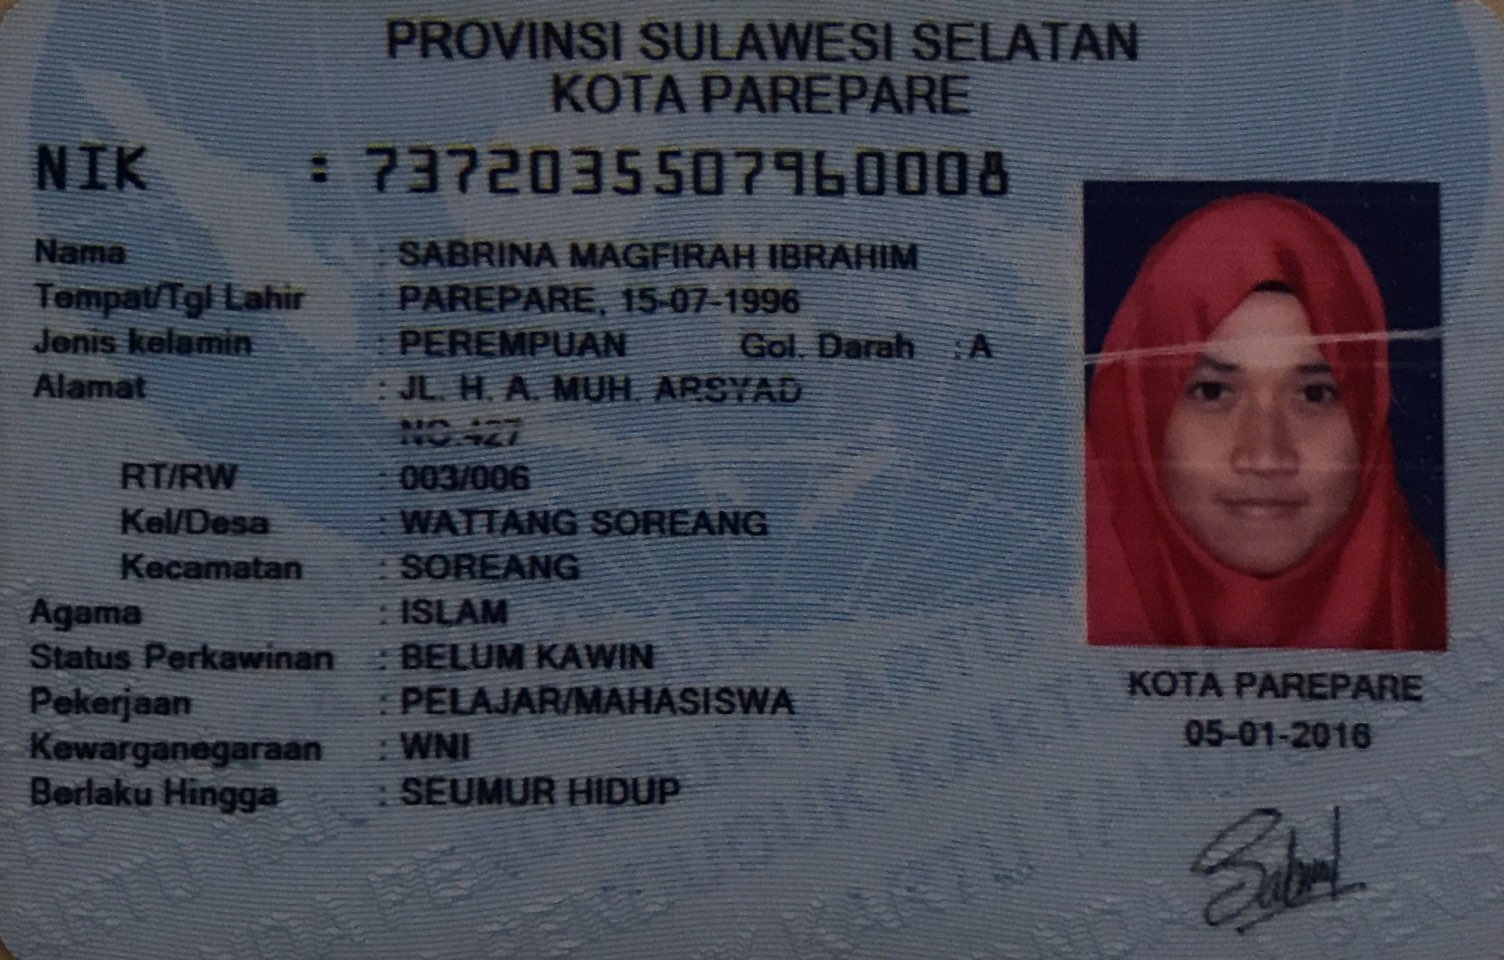 PROVINSI SULAWESI SELATAN
KOTA PAREPARE
NIK : 7372035507960008
Nama : SABRINA MAGFIRAH IBRAHIM
Tempat/Tgl Lahir : PAREPARE, 15-07-1996
Jenis kelamin : PEREMPUAN Gol. Darah : A
Alamat : JL. H. A. MUH. ARSYAD
NO.427
RT/RW : 003/006
Kel/Desa : WATTANG SOREANG
Kecamatan : SOREANG
Agama : ISLAM
Status Perkawinan : BELUM KAWIN
Pekerjaan : PELAJAR/MAHASISWA
Kewarganegaraan : WNI
Berlaku Hingga : SEUMUR HIDUP
KOTA PAREPARE
05-01-2016